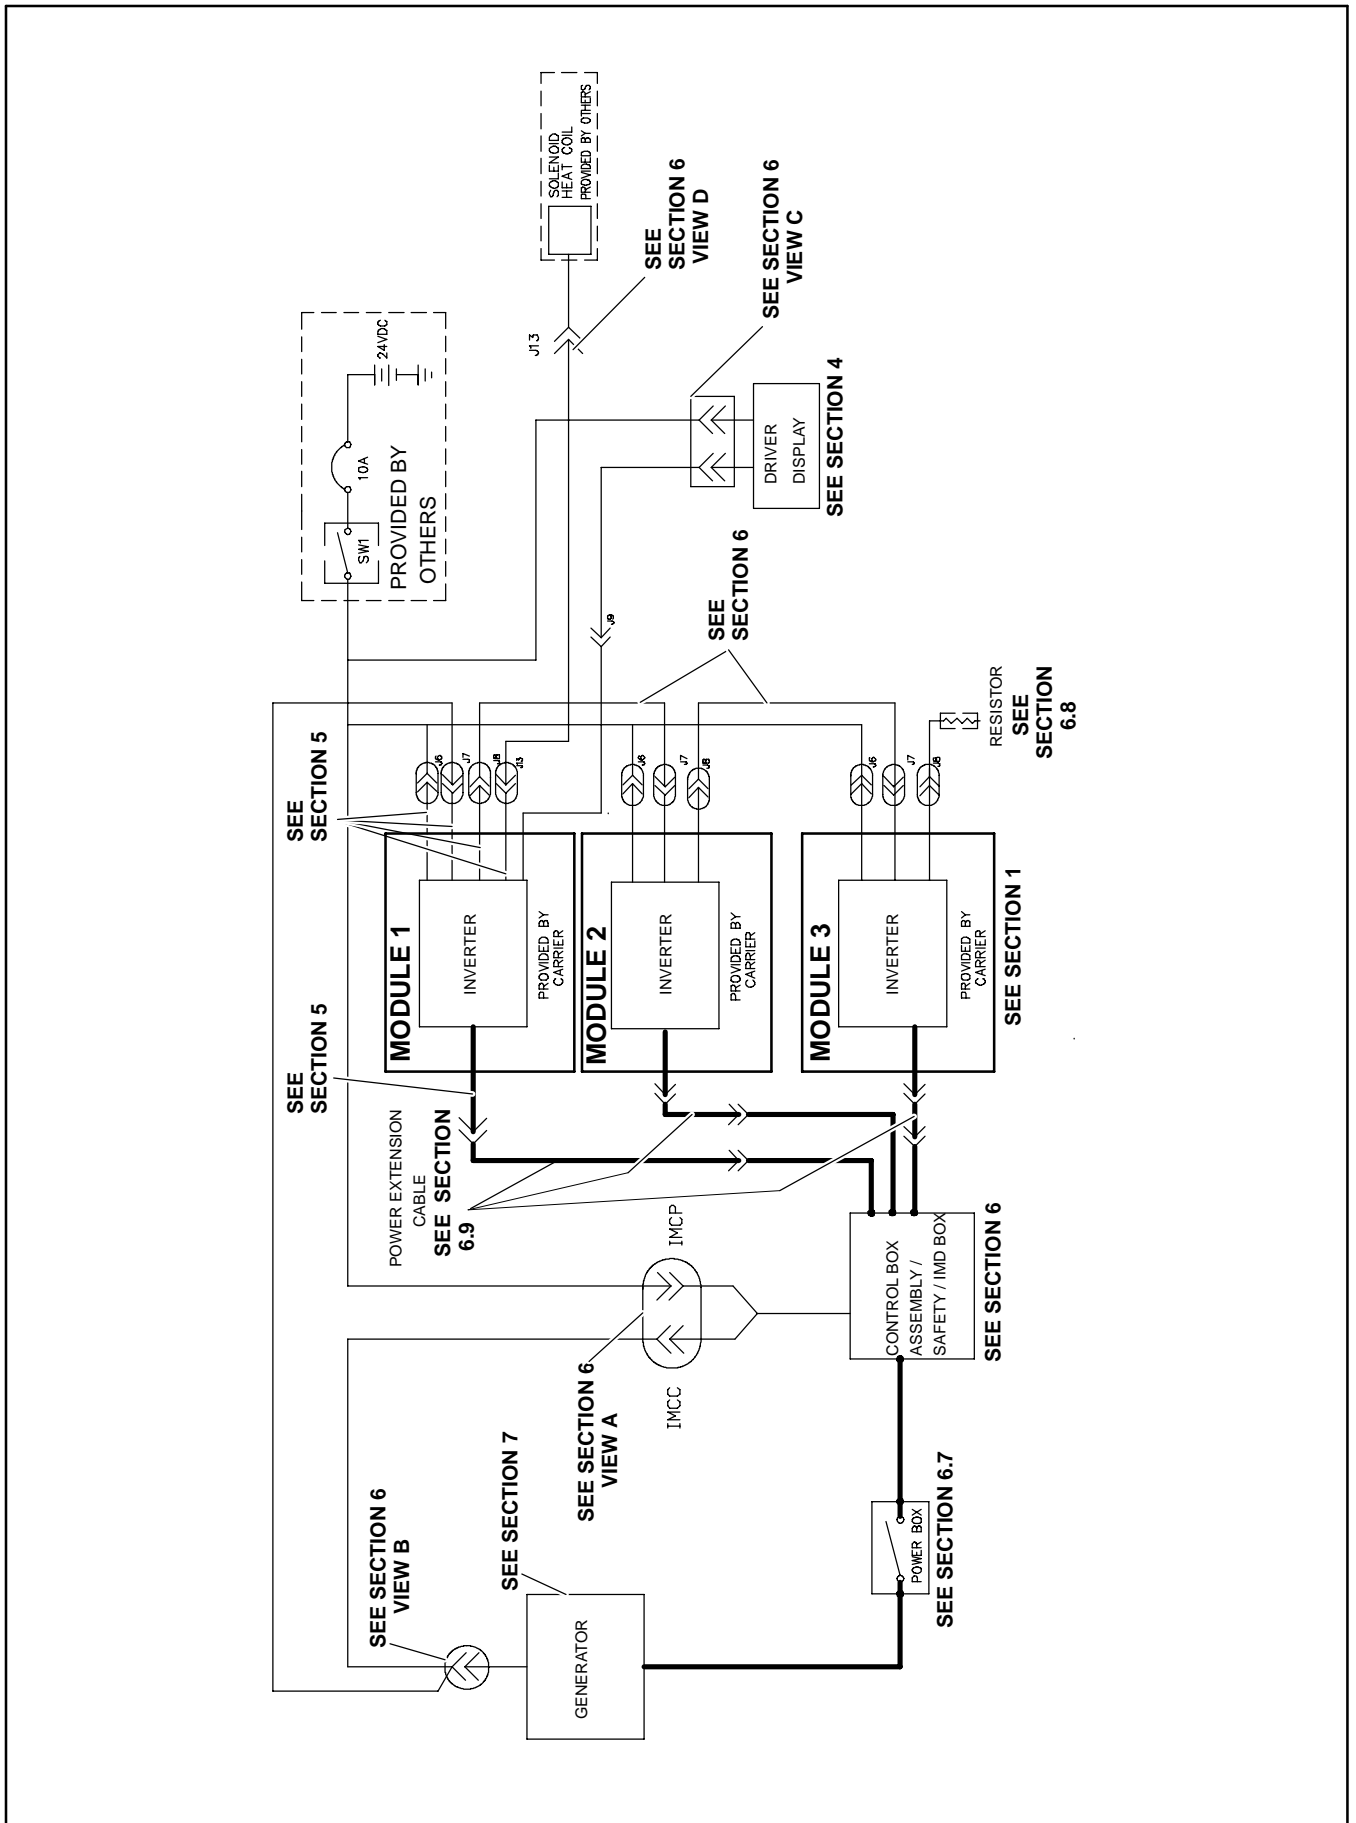 SOLENOID
HEAT COIL
PROVIDED BY OTHERS
SEE
SECTION 6
VIEW D
J13
SEE SECTION 6
VIEW C
24VDC
10A
SW1
PROVIDED BY
OTHERS
DRIVER
DISPLAY
SEE SECTION 4
J9
SEE
SECTION 6
SEE
SECTION 5
J6
J7
J8
J13
J6
J7
J8
J6
J7
J8
RESISTOR
SEE
SECTION
6.8
MODULE 1
INVERTER
PROVIDED BY
CARRIER
MODULE 2
INVERTER
PROVIDED BY
CARRIER
MODULE 3
INVERTER
PROVIDED BY
CARRIER
SEE SECTION 1
SEE
SECTION 5
POWER EXTENSION
CABLE
SEE SECTION
6.9
IMCP
IMCC
SEE SECTION 6
VIEW A
CONTROL BOX
ASSEMBLY /
SAFETY / IMD BOX
SEE SECTION 6
SEE SECTION 6
VIEW B
SEE SECTION 7
GENERATOR
POWER BOX
SEE SECTION 6.7